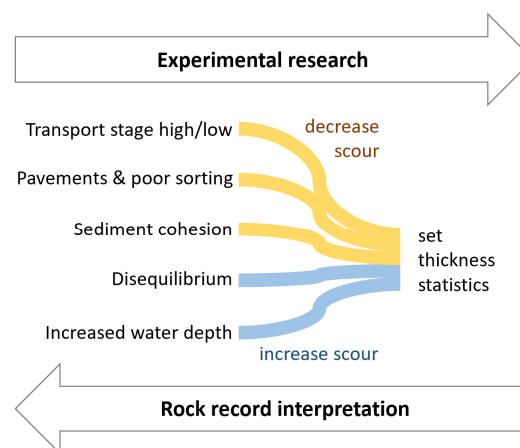 Experimental research
Transport stage high/low
decrease
scour
Pavements & poor sorting
Sediment cohesion
set
thickness
statistics
Disequilibrium
Increased water depth
increase scour
Rock record interpretation